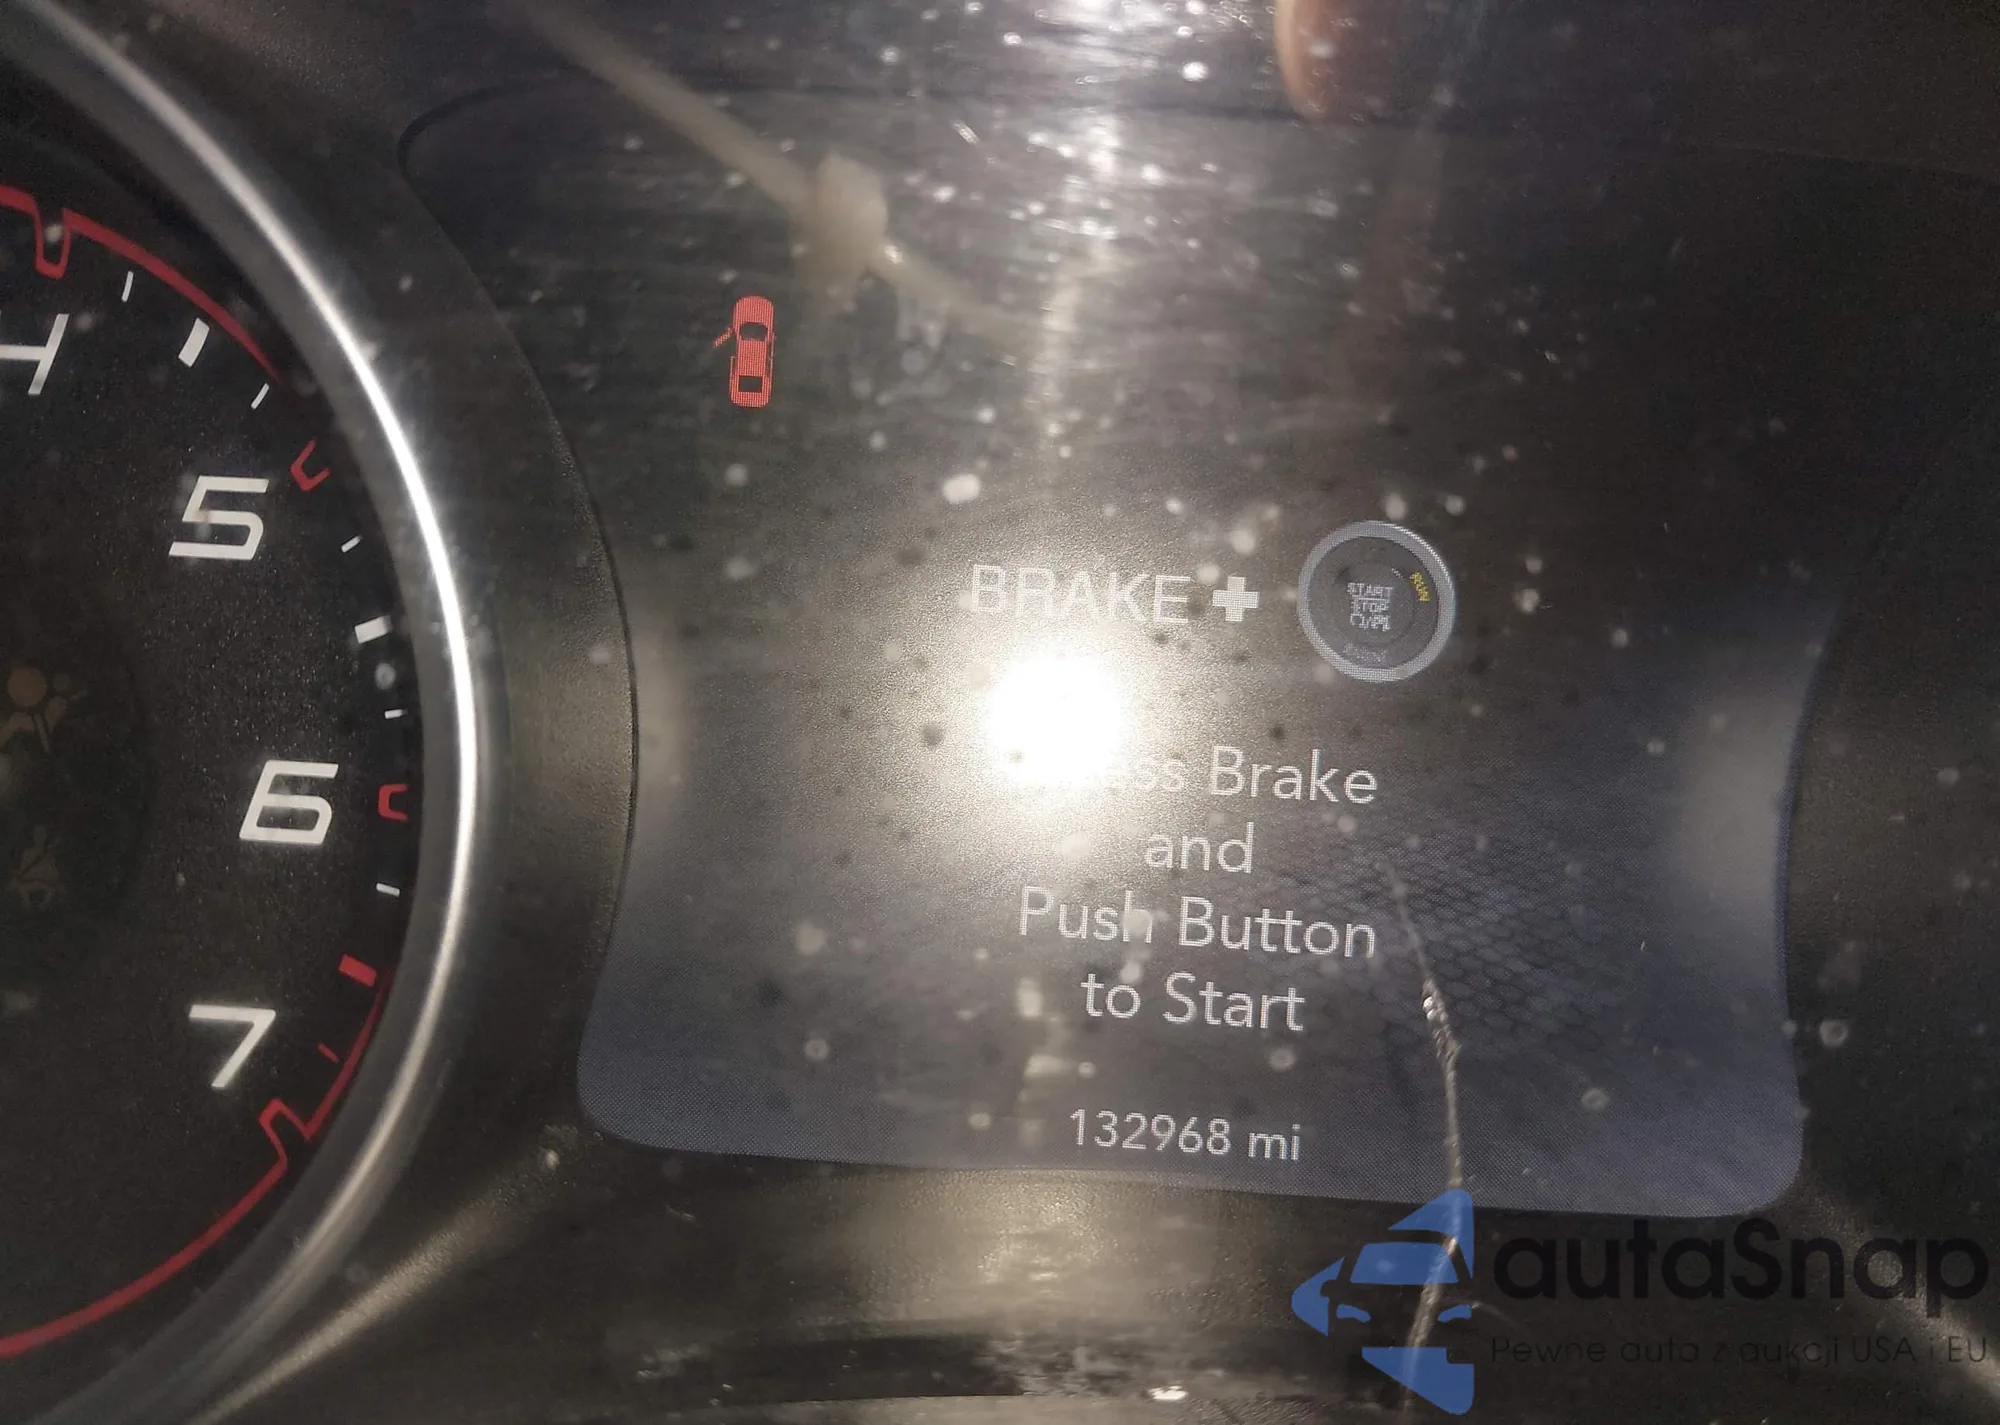 4
5
6
7
BRAKE +
START
STOP
RUN
Brake
and
Push Button
to Start
132968 mi
autaSnap
Pewne auta z aukcji USA i EU